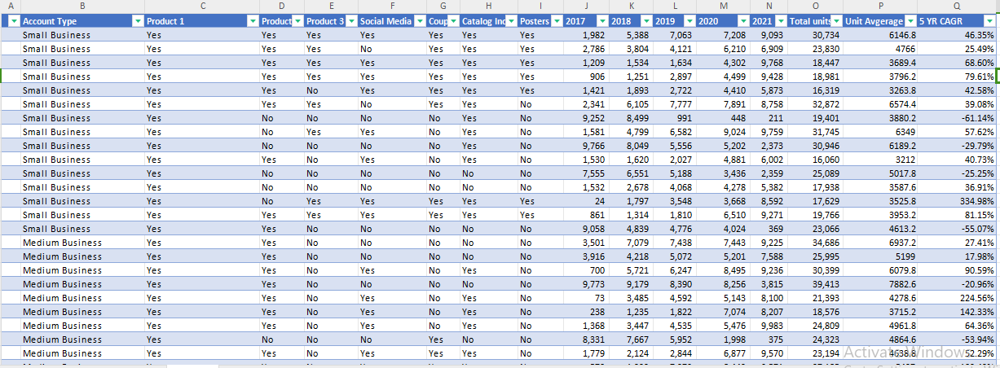 A B C D E F G H I J K L M N O P Q
Account Type Product 1 Product Product 3 Social Media Coup Catalog Inc Posters 2017 2018 2019 2020 2021 Total units Unit Avgerage 5 YR CAGR
Small Business Yes Yes Yes Yes Yes Yes Yes 1,982 5,388 7,063 7,208 9,093 30,734 6146.8 46.35%
Small Business Yes Yes Yes No Yes Yes Yes 2,786 3,804 4,121 6,210 6,909 23,830 4766 25.49%
Small Business Yes Yes Yes Yes Yes Yes Yes 1,209 1,534 1,634 4,302 9,768 18,447 3689.4 68.60%
Small Business Yes Yes Yes Yes Yes Yes Yes 906 1,251 2,897 4,499 9,428 18,981 3796.2 79.61%
Small Business Yes Yes No Yes Yes Yes Yes 1,421 1,893 2,722 4,410 5,873 16,319 3263.8 42.58%
Small Business Yes Yes Yes No Yes Yes No 2,341 6,105 7,777 7,891 8,758 32,872 6574.4 39.08%
Small Business Yes No No No No Yes No 9,252 8,499 991 448 211 19,401 3880.2 -61.14%
Small Business Yes No Yes Yes No Yes No 1,581 4,799 6,582 9,024 9,759 31,745 6349 57.62%
Small Business Yes No No No No Yes No 9,766 8,049 5,556 5,202 2,373 30,946 6189.2 -29.79%
Small Business Yes Yes No Yes No Yes No 1,530 1,620 2,027 4,881 6,002 16,060 3212 40.73%
Small Business Yes No No No No No No 7,555 6,551 5,188 3,436 2,359 25,089 5017.8 -25.25%
Small Business Yes No No No No No No 1,532 2,678 4,068 4,278 5,382 17,938 3587.6 36.91%
Small Business Yes No Yes Yes Yes Yes Yes 24 1,797 3,548 3,668 8,592 17,629 3525.8 334.98%
Small Business Yes Yes Yes Yes Yes Yes Yes 861 1,314 1,810 6,510 9,271 19,766 3953.2 81.15%
Small Business Yes Yes No No No No No 9,058 4,839 4,776 4,024 369 23,066 4613.2 -55.07%
Medium Business Yes Yes No No No Yes No 3,501 7,079 7,438 7,443 9,225 34,686 6937.2 27.41%
Medium Business Yes Yes No No No Yes No 3,916 4,218 5,072 5,201 7,588 25,995 5199 17.98%
Medium Business Yes Yes No Yes No Yes No 700 5,721 6,247 8,495 9,236 30,399 6079.8 90.59%
Medium Business Yes Yes No No No No No 9,773 9,179 8,390 8,256 3,815 39,413 7882.6 -20.96%
Medium Business Yes Yes No Yes No Yes No 73 3,485 4,592 5,143 8,100 21,393 4278.6 224.56%
Medium Business Yes Yes No Yes No Yes No 238 1,235 1,822 7,074 8,207 18,576 3715.2 142.33%
Medium Business Yes Yes No No No Yes No 1,368 3,447 4,535 5,476 9,983 24,809 4961.8 64.36%
Medium Business Yes No No No Yes No No 8,331 7,667 5,952 1,998 375 24,323 4864.6 -53.94%
Medium Business Yes Yes No Yes Yes Yes No 1,779 2,124 2,844 6,877 9,570 23,194 4638.8 52.29%
Activate Windows